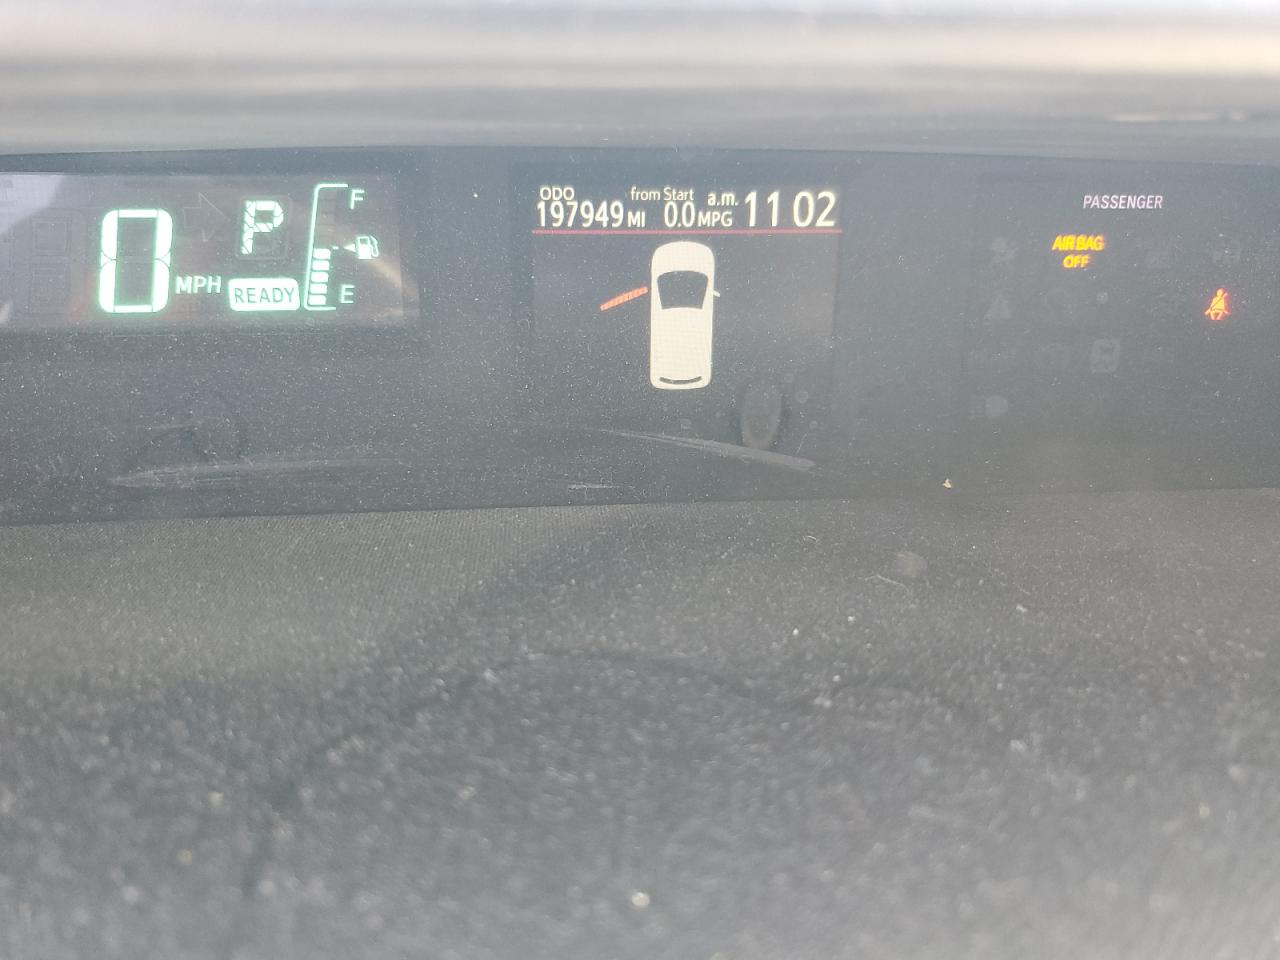 0 MPH
P
READY
F
E
ODO from Start a.m.
197949 MI 0.0 MPG 11 02
PASSENGER
AIR BAG
OFF